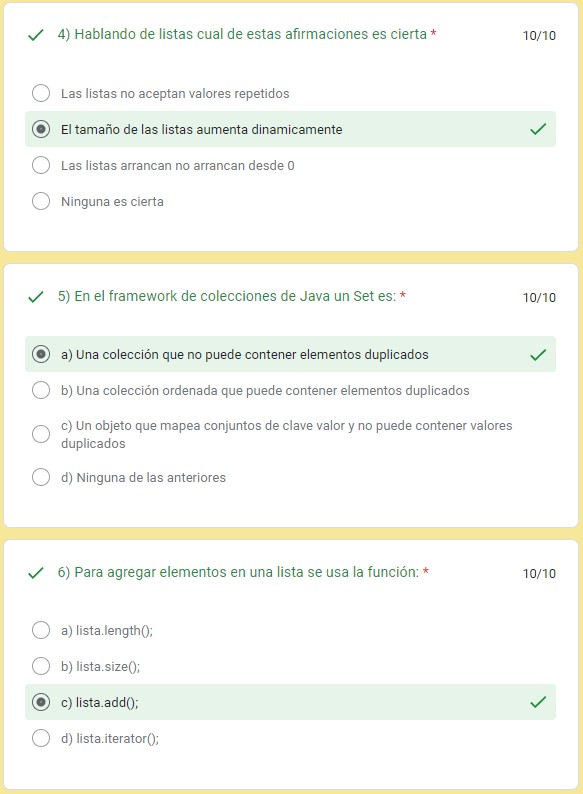 4) Hablando de listas cual de estas afirmaciones es cierta * 10/10
Las listas no aceptan valores repetidos
El tamaño de las listas aumenta dinamicamente
Las listas arrancan no arrancan desde 0
Ninguna es cierta
5) En el framework de colecciones de Java un Set es: * 10/10
a) Una colección que no puede contener elementos duplicados
b) Una colección ordenada que puede contener elementos duplicados
c) Un objeto que mapea conjuntos de clave valor y no puede contener valores
duplicados
d) Ninguna de las anteriores
6) Para agregar elementos en una lista se usa la función: * 10/10
a) lista.length();
b) lista.size();
c) lista.add();
d) lista.iterator();